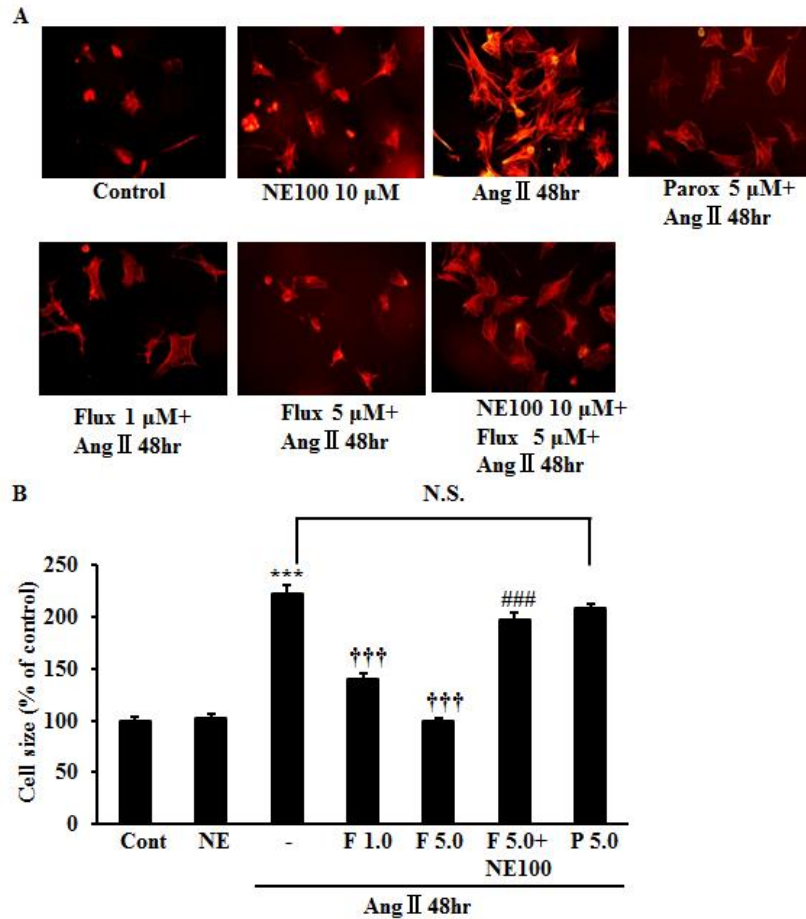 A
Control
NE100 10 μM
Ang Ⅱ 48hr
Parox 5 μM+
Ang Ⅱ 48hr
Flux 1 μM+
Ang Ⅱ 48hr
Flux 5 μM+
Ang Ⅱ 48hr
NE100 10 μM+
Flux 5 μM+
Ang Ⅱ 48hr
B
N.S.
Cell size (% of control)
250
200
150
100
50
0
***
†††
†††
###
Cont
NE
-
F 1.0
F 5.0
F 5.0+
NE100
P 5.0
Ang Ⅱ 48hr